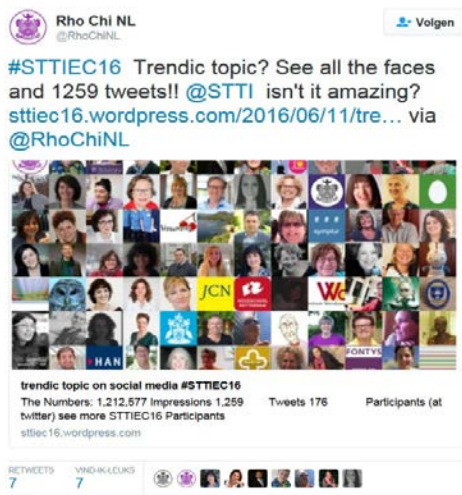 Rho Chi NL
@RhoChiNL
Volgen
#STTIEC16 Trendic topic? See all the faces
and 1259 tweets!! @STTI isn't it amazing?
sttiec16.wordpress.com/2016/06/11/tre... via
@RhoChiNL
JCN
HAN
FONTYS
trendic topic on social media #STTIEC16
The Numbers: 1,212,577 Impressions 1,259 Tweets 176 Participants (at
twitter) see more STTIEC16 Participants
sttiec16.wordpress.com
RETWEETS VIND-IK-LEUKS
7 7